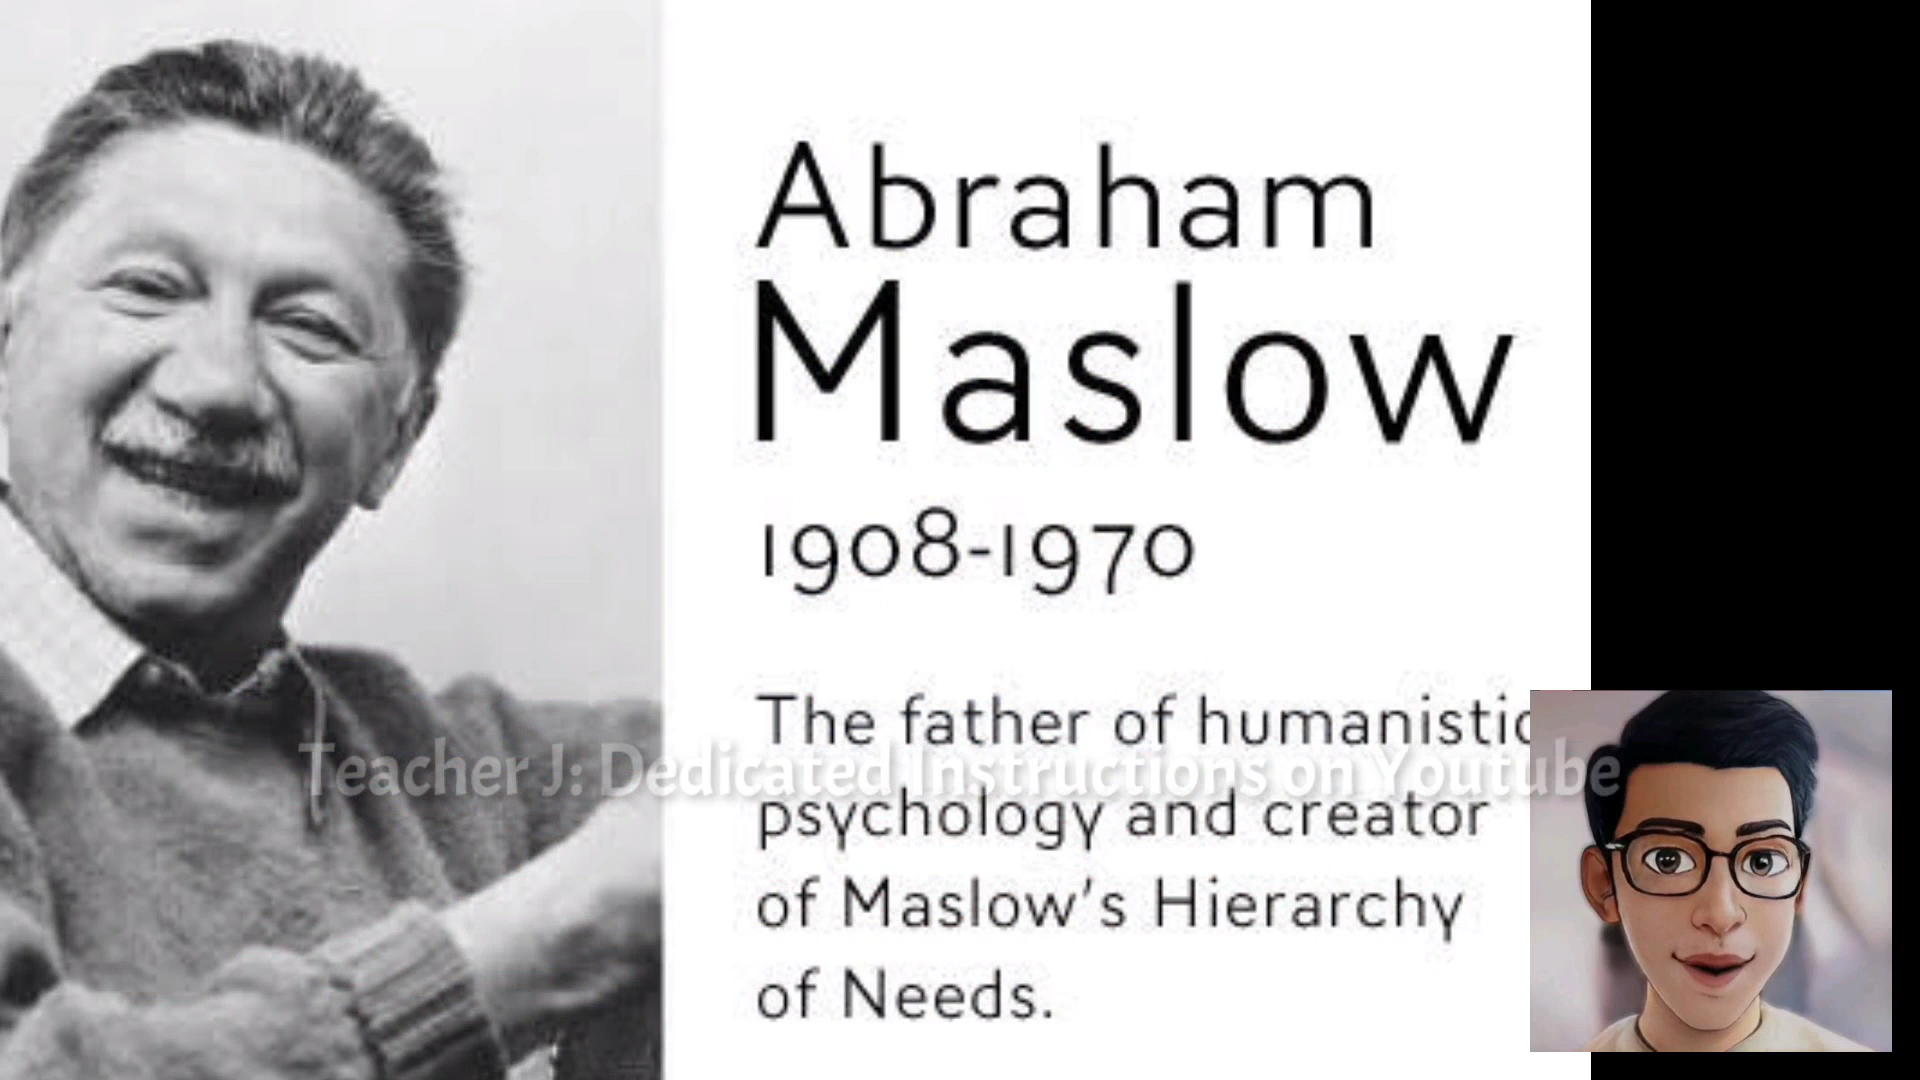 Abraham
Maslow
1908-1970
The father of humanistic
Teacher J: Dedicated Instructions on Youtube
psychology and creator
of Maslow's Hierarchy
of Needs.